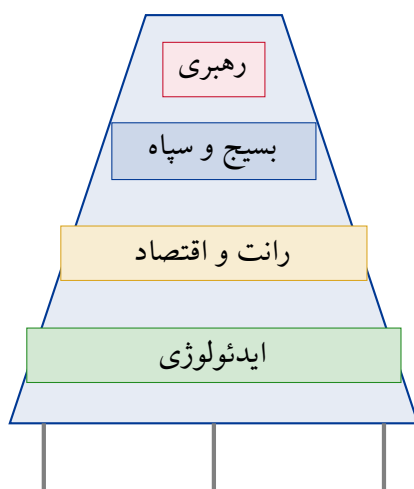 رهبری
بسیج و سپاه
رانت و اقتصاد
ایدئولوژی